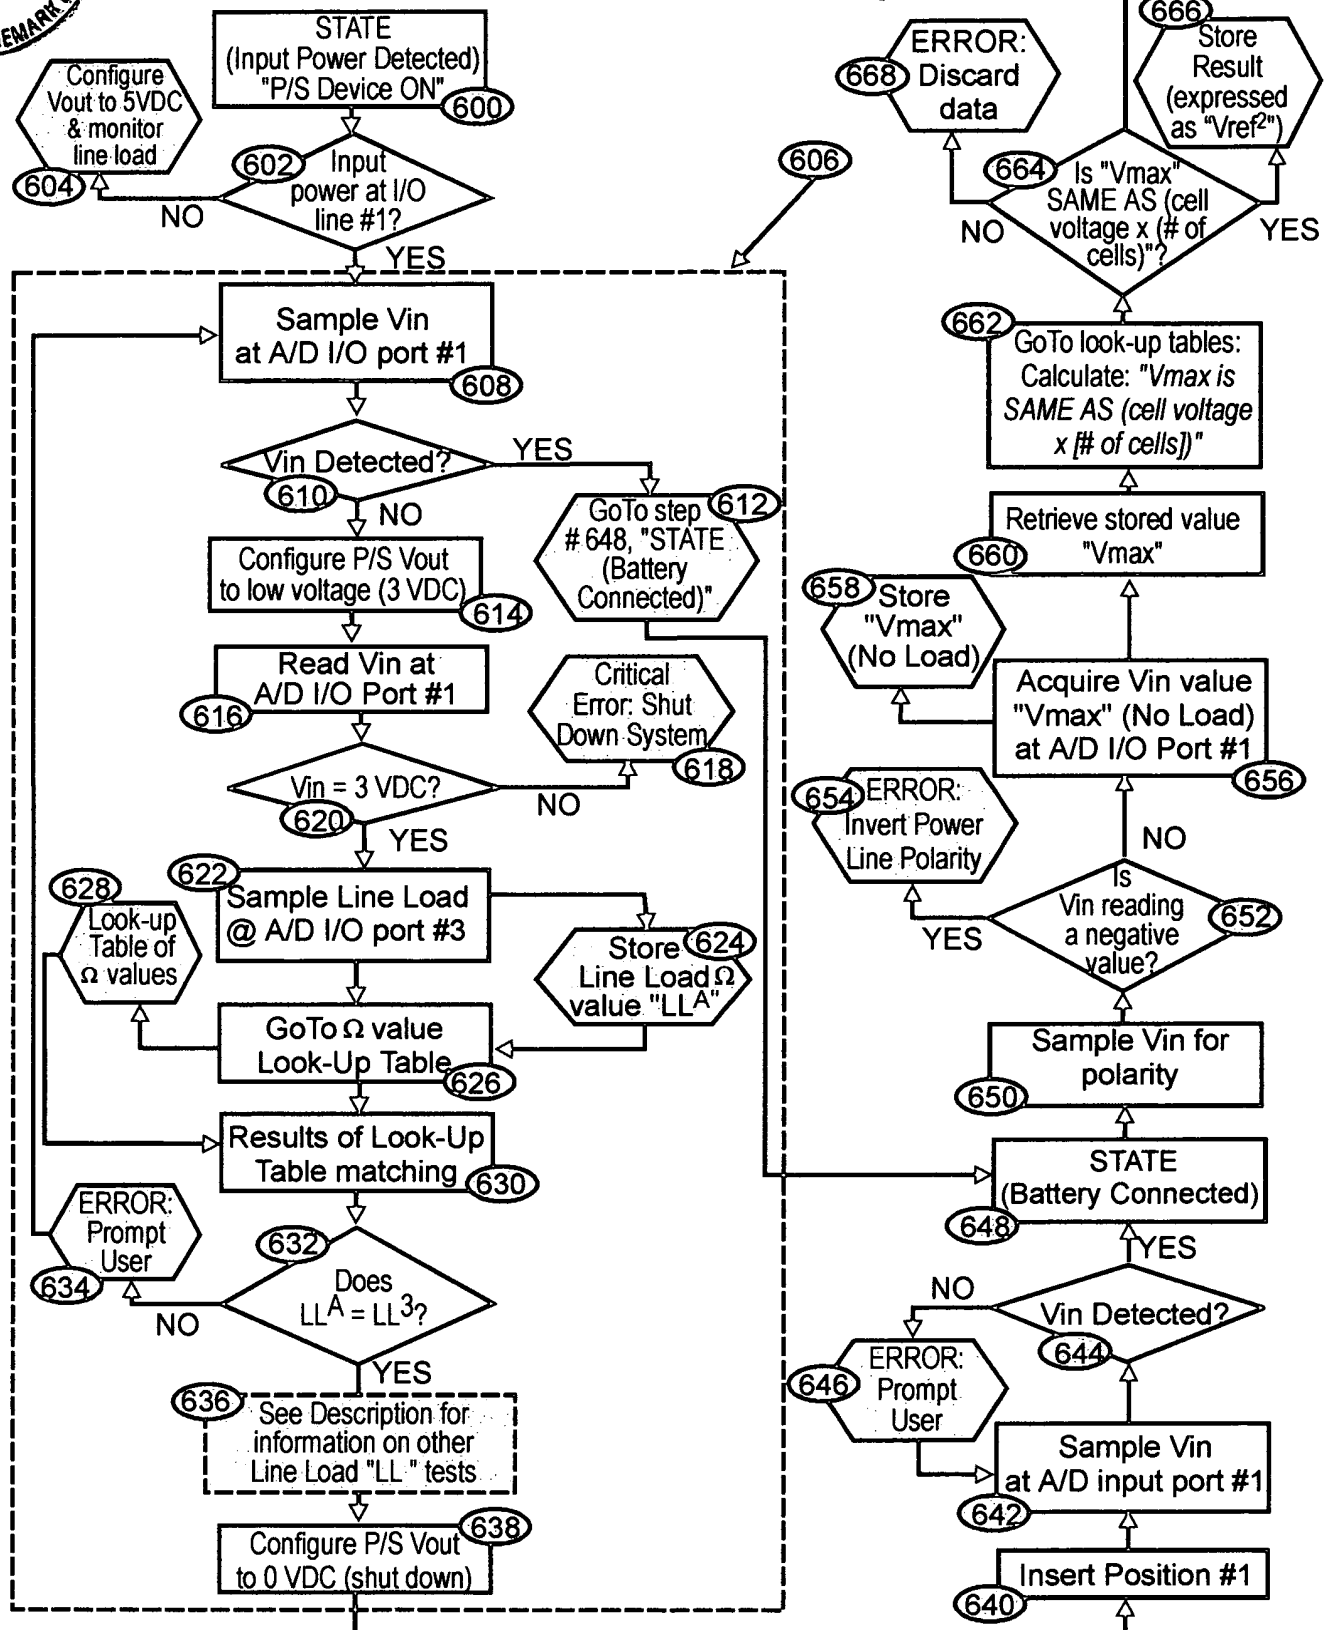 EMARK
STATE
(Input Power Detected)
"P/S Device ON"
600
Configure
Vout to 5VDC
& monitor
line load
604
602
Input
power at I/O
line #1?
NO
YES
606
Sample Vin
at A/D I/O port #1
608
Vin Detected?
610
YES
NO
GoTo step
# 648, "STATE
(Battery
Connected)"
612
Configure P/S Vout
to low voltage (3 VDC)
614
Read Vin at
A/D I/O Port #1
616
Critical
Error: Shut
Down System
618
Vin = 3 VDC?
620
NO
YES
622
Sample Line Load
@ A/D I/O port #3
628
Look-up
Table of
Ω values
Store
Line Load Ω
value "LLᴬ"
624
GoTo Ω value
Look-Up Table
626
Results of Look-Up
Table matching
630
ERROR:
Prompt
User
634
632
Does
LLᴬ = LL³?
NO
YES
636
See Description for
information on other
Line Load "LL " tests
638
Configure P/S Vout
to 0 VDC (shut down)
666
Store
Result
(expressed
as "Vref²")
ERROR:
Discard
data
668
664
Is "Vmax"
SAME AS (cell
voltage x (# of
cells)"?
NO
YES
662
GoTo look-up tables:
Calculate: "Vmax is
SAME AS (cell voltage
x [# of cells])"
Retrieve stored value
"Vmax"
660
658
Store
"Vmax"
(No Load)
Acquire Vin value
"Vmax" (No Load)
at A/D I/O Port #1
656
654
ERROR:
Invert Power
Line Polarity
NO
Is
Vin reading
a negative
value?
652
YES
Sample Vin for
polarity
650
STATE
(Battery Connected)
648
YES
NO
Vin Detected?
644
646
ERROR:
Prompt
User
Sample Vin
at A/D input port #1
642
Insert Position #1
640